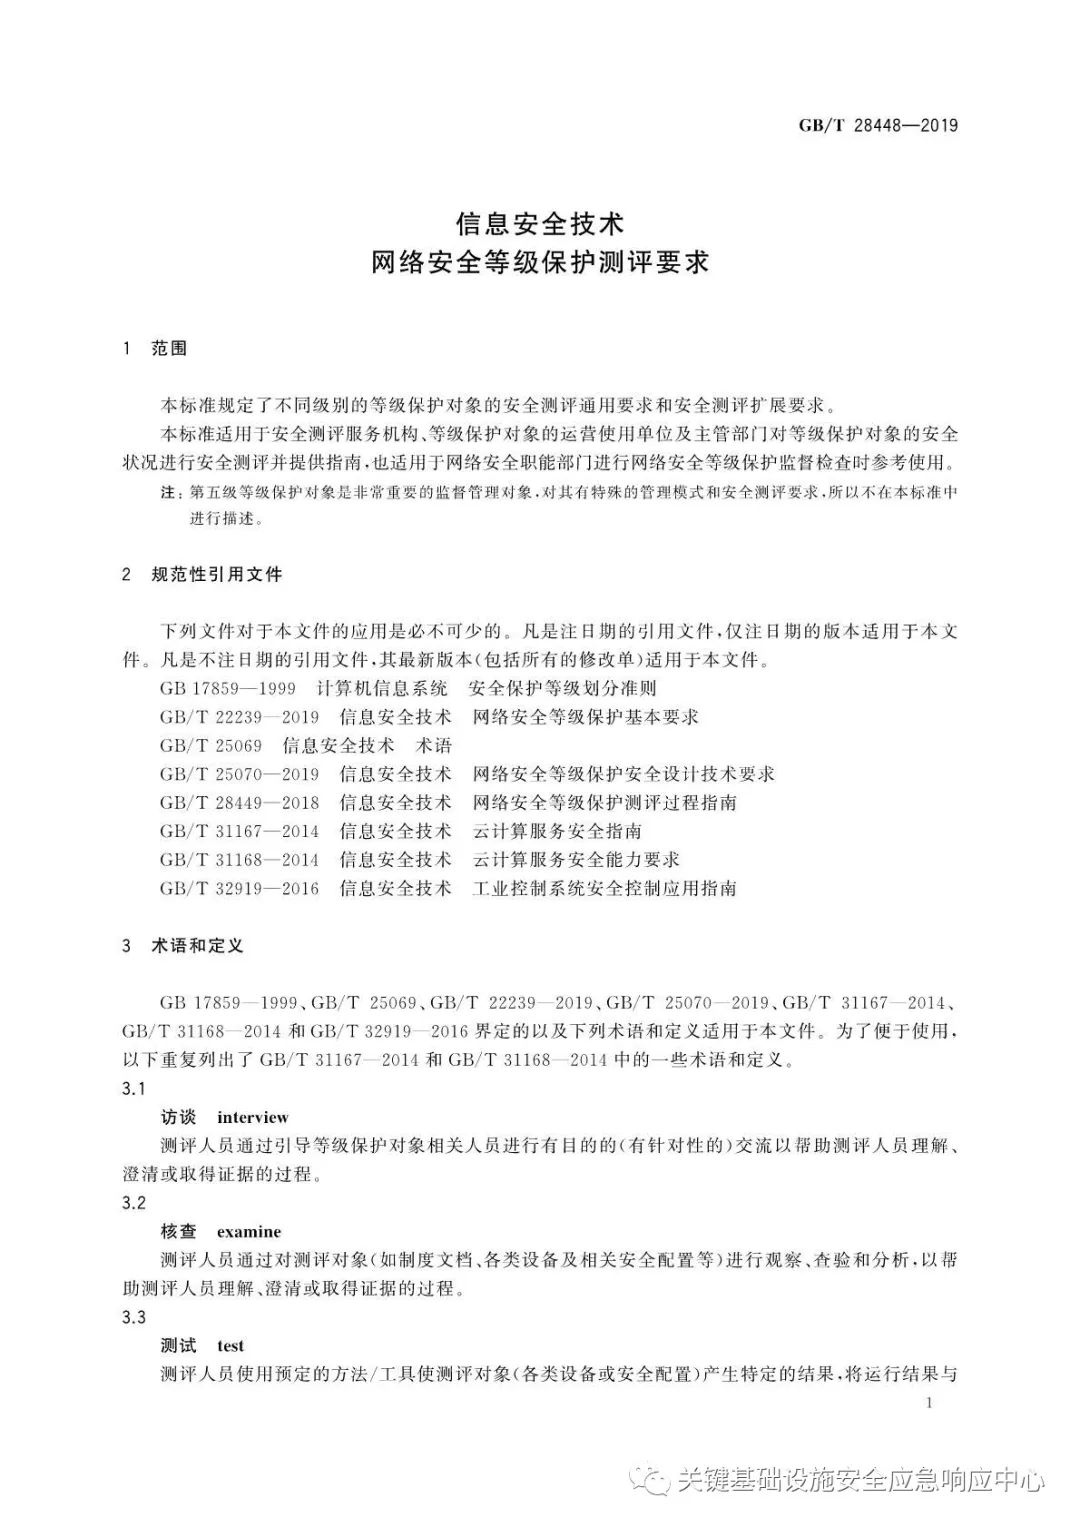 GB/T 28448—2019
信息安全技术
网络安全等级保护测评要求
1 范围
本标准规定了不同级别的等级保护对象的安全测评通用要求和安全测评扩展要求。
本标准适用于安全测评服务机构、等级保护对象的运营使用单位及主管部门对等级保护对象的安全
状况进行安全测评并提供指南,也适用于网络安全职能部门进行网络安全等级保护监督检查时参考使用。
注：第五级等级保护对象是非常重要的监督管理对象,对其有特殊的管理模式和安全测评要求,所以不在本标准中
进行描述。
2 规范性引用文件
下列文件对于本文件的应用是必不可少的。凡是注日期的引用文件,仅注日期的版本适用于本文
件。凡是不注日期的引用文件,其最新版本(包括所有的修改单)适用于本文件。
GB 17859—1999 计算机信息系统 安全保护等级划分准则
GB/T 22239—2019 信息安全技术 网络安全等级保护基本要求
GB/T 25069 信息安全技术 术语
GB/T 25070—2019 信息安全技术 网络安全等级保护安全设计技术要求
GB/T 28449—2018 信息安全技术 网络安全等级保护测评过程指南
GB/T 31167—2014 信息安全技术 云计算服务安全指南
GB/T 31168—2014 信息安全技术 云计算服务安全能力要求
GB/T 32919—2016 信息安全技术 工业控制系统安全控制应用指南
3 术语和定义
GB 17859—1999、GB/T 25069、GB/T 22239—2019、GB/T 25070—2019、GB/T 31167—2014、
GB/T 31168—2014 和 GB/T 32919—2016 界定的以及下列术语和定义适用于本文件。为了便于使用,
以下重复列出了 GB/T 31167—2014 和 GB/T 31168—2014 中的一些术语和定义。
3.1
访谈 interview
测评人员通过引导等级保护对象相关人员进行有目的的(有针对性的)交流以帮助测评人员理解、
澄清或取得证据的过程。
3.2
核查 examine
测评人员通过对测评对象(如制度文档、各类设备及相关安全配置等)进行观察、查验和分析,以帮
助测评人员理解、澄清或取得证据的过程。
3.3
测试 test
测评人员使用预定的方法/工具使测评对象(各类设备或安全配置)产生特定的结果,将运行结果与
1
关键基础设施安全应急响应中心